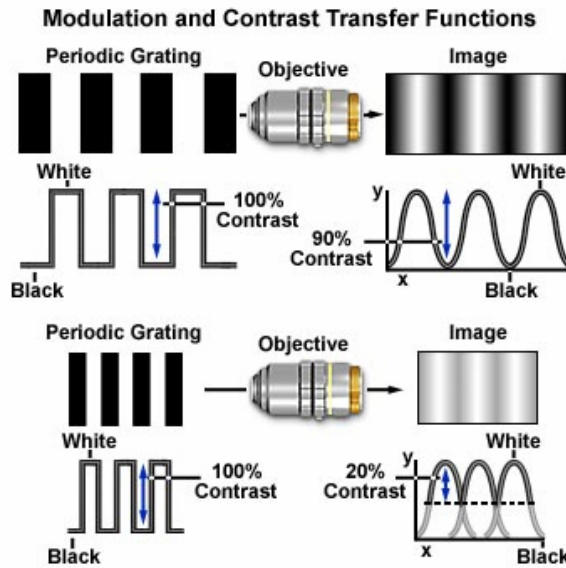 Modulation and Contrast Transfer Functions
Periodic Grating
Objective
Image
White
100%
Contrast
Black
y
White
90%
Contrast
x
Black
Periodic Grating
Objective
Image
White
100%
Contrast
Black
y
White
20%
Contrast
x
Black